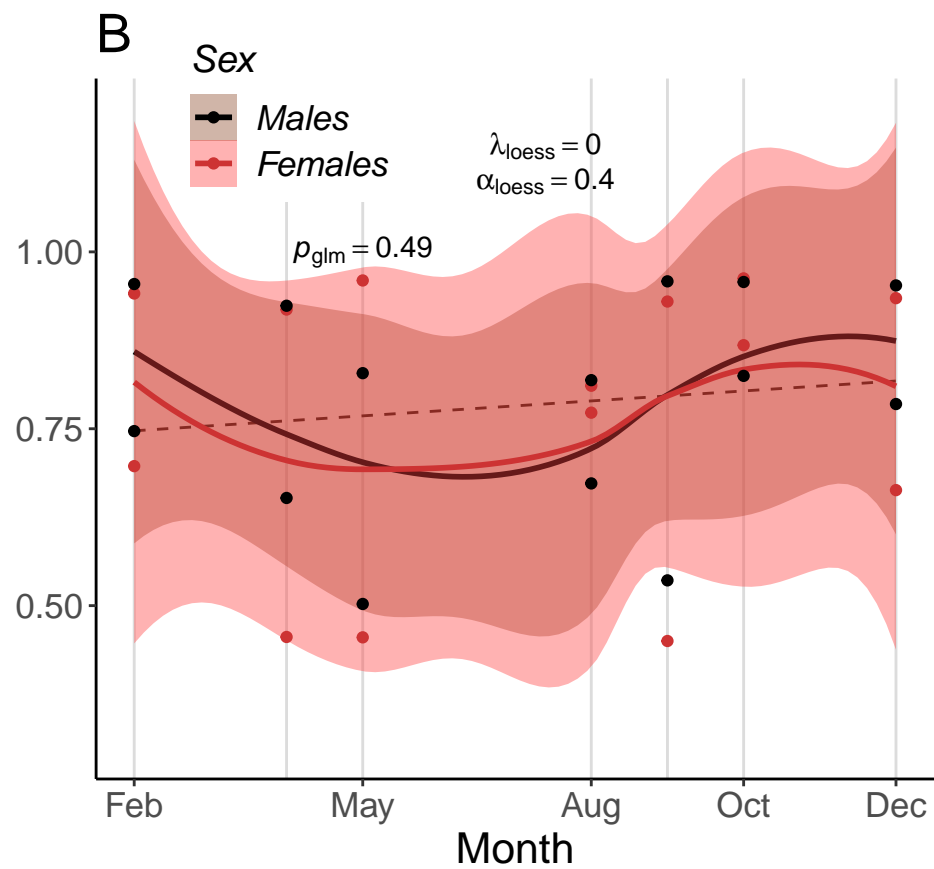 B
Sex
Males
Females
λloess = 0
αloess = 0.4
pglm = 0.49
1.00
0.75
0.50
Feb May Aug Oct Dec
Month